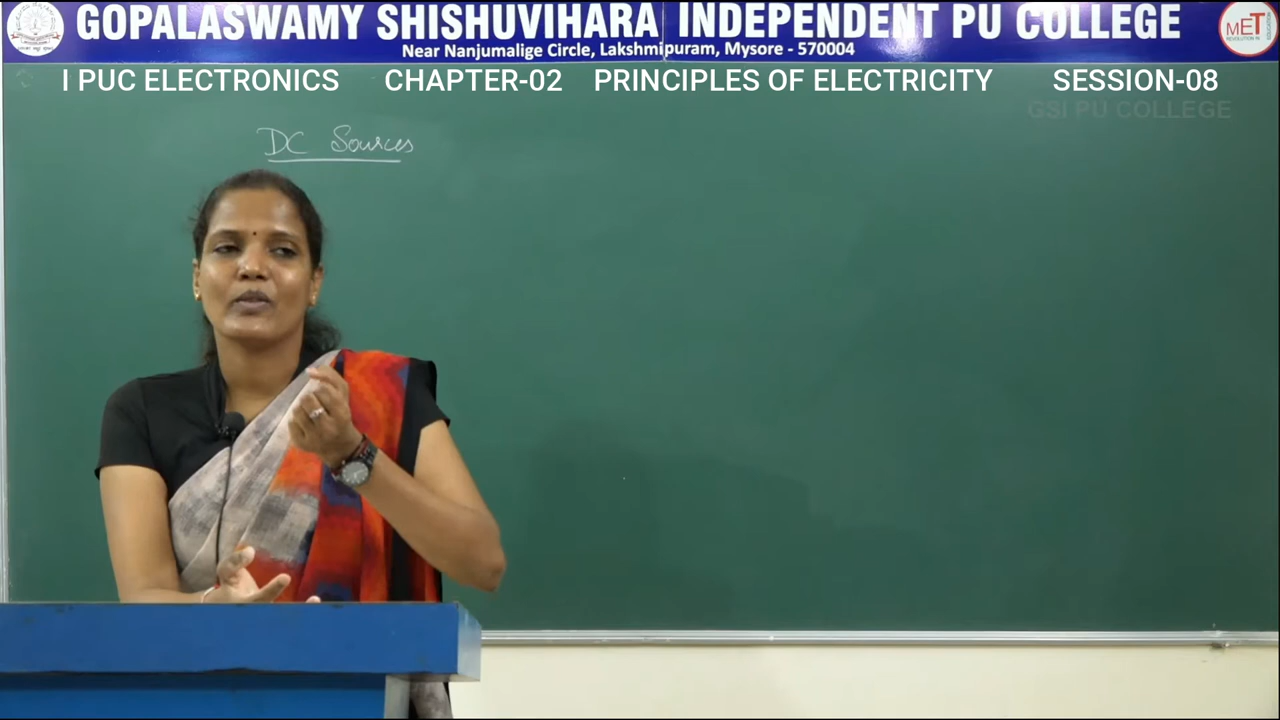 GOPALASWAMY SHISHUVIHARA INDEPENDENT PU COLLEGE
Near Nanjumalige Circle, Lakshmipuram, Mysore - 570004
MET
I PUC ELECTRONICS CHAPTER-02 PRINCIPLES OF ELECTRICITY SESSION-08
GSI PU COLLEGE
DC Sources